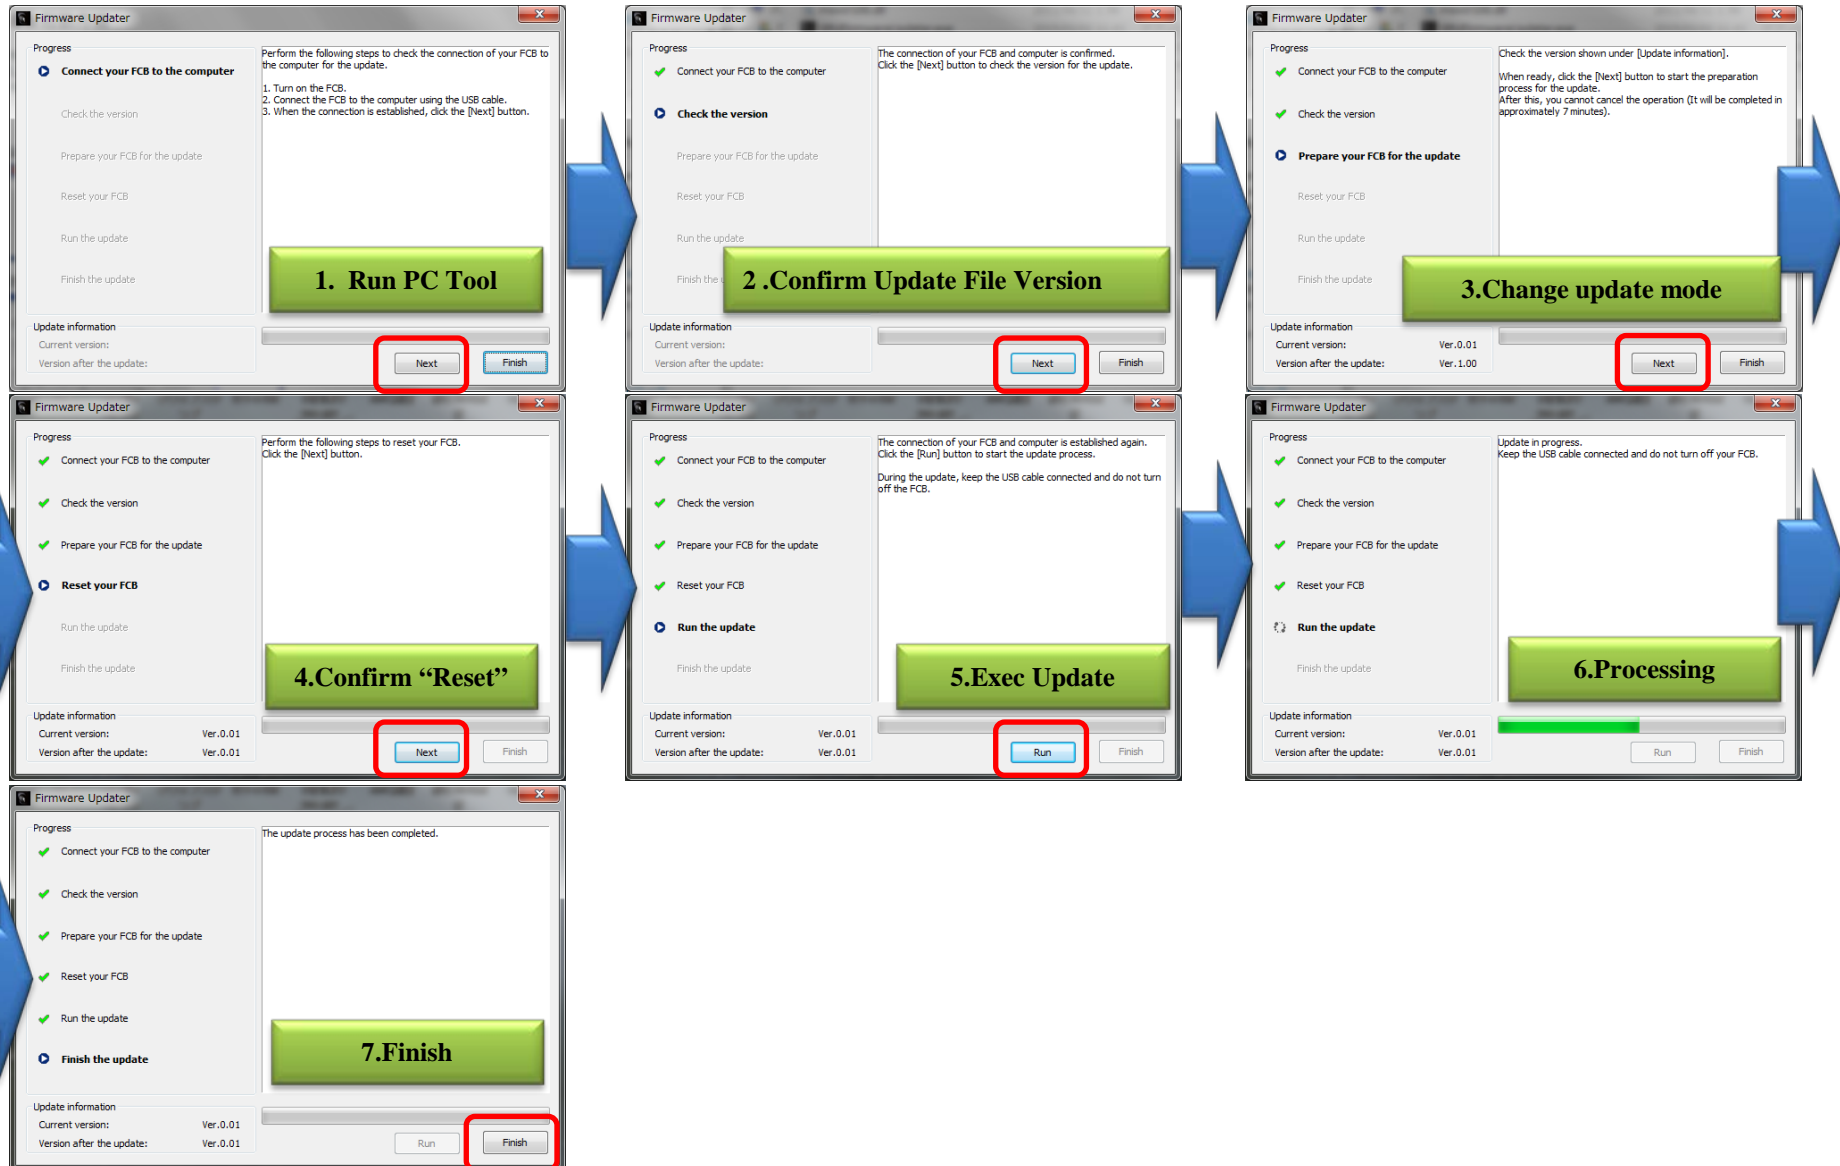 Firmware Updater
Progress
Connect your FCB to the computer
Check the version
Prepare your FCB for the update
Reset your FCB
Run the update
Finish the update
Perform the following steps to check the connection of your FCB to
the computer for the update.
1. Turn on the FCB.
2. Connect the FCB to the computer using the USB cable.
3. When the connection is established, click the [Next] button.
1. Run PC Tool
Update information
Current version:
Version after the update:
Next
Finish
Firmware Updater
Progress
Connect your FCB to the computer
Check the version
Prepare your FCB for the update
Reset your FCB
Run the update
Finish the
The connection of your FCB and computer is confirmed.
Click the [Next] button to check the version for the update.
2 .Confirm Update File Version
Update information
Current version:
Version after the update:
Next
Finish
Firmware Updater
Progress
Connect your FCB to the computer
Check the version
Prepare your FCB for the update
Reset your FCB
Run the update
Finish the update
Check the version shown under [Update information].
When ready, click the [Next] button to start the preparation
process for the update.
After this, you cannot cancel the operation (It will be completed in
approximately 7 minutes).
3.Change update mode
Update information
Current version: Ver.0.01
Version after the update: Ver.1.00
Next
Finish
Firmware Updater
Progress
Connect your FCB to the computer
Check the version
Prepare your FCB for the update
Reset your FCB
Run the update
Finish the update
Perform the following steps to reset your FCB.
Click the [Next] button.
4.Confirm “Reset”
Update information
Current version: Ver.0.01
Version after the update: Ver.0.01
Next
Finish
Firmware Updater
Progress
Connect your FCB to the computer
Check the version
Prepare your FCB for the update
Reset your FCB
Run the update
Finish the update
The connection of your FCB and computer is established again.
Click the [Run] button to start the update process.
During the update, keep the USB cable connected and do not turn
off the FCB.
5.Exec Update
Update information
Current version: Ver.0.01
Version after the update: Ver.0.01
Run
Finish
Firmware Updater
Progress
Connect your FCB to the computer
Check the version
Prepare your FCB for the update
Reset your FCB
Run the update
Finish the update
Update in progress.
Keep the USB cable connected and do not turn off your FCB.
6.Processing
Update information
Current version: Ver.0.01
Version after the update: Ver.0.01
Run
Finish
Firmware Updater
Progress
Connect your FCB to the computer
Check the version
Prepare your FCB for the update
Reset your FCB
Run the update
Finish the update
The update process has been completed.
7.Finish
Update information
Current version: Ver.0.01
Version after the update: Ver.0.01
Run
Finish